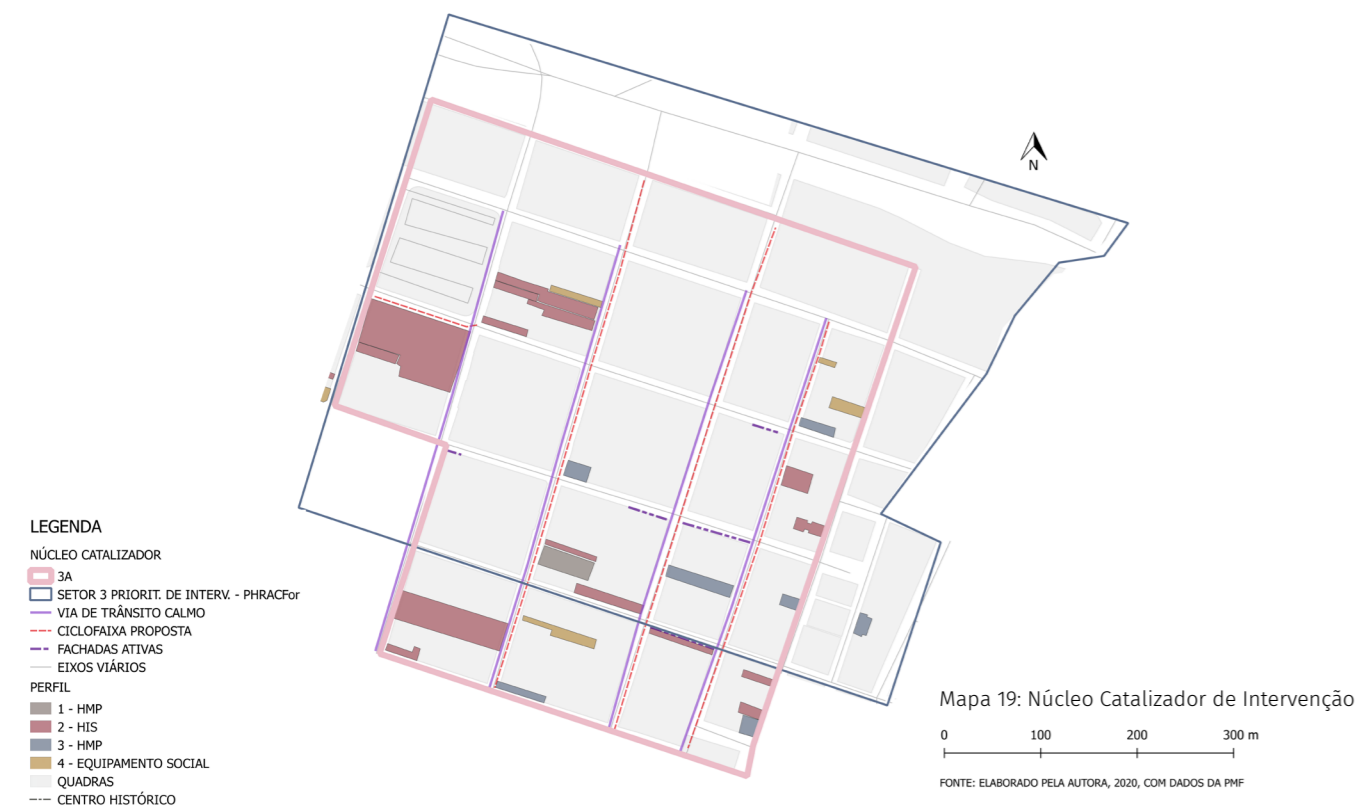 N
LEGENDA
NÚCLEO CATALIZADOR
3A
SETOR 3 PRIORIT. DE INTERV. - PHRACFor
VIA DE TRÂNSITO CALMO
CICLOFAIXA PROPOSTA
FACHADAS ATIVAS
EIXOS VIÁRIOS
PERFIL
1 - HMP
2 - HIS
3 - HMP
4 - EQUIPAMENTO SOCIAL
QUADRAS
CENTRO HISTÓRICO
Mapa 19: Núcleo Catalizador de Intervenção
0 100 200 300 m
FONTE: ELABORADO PELA AUTORA, 2020, COM DADOS DA PMF